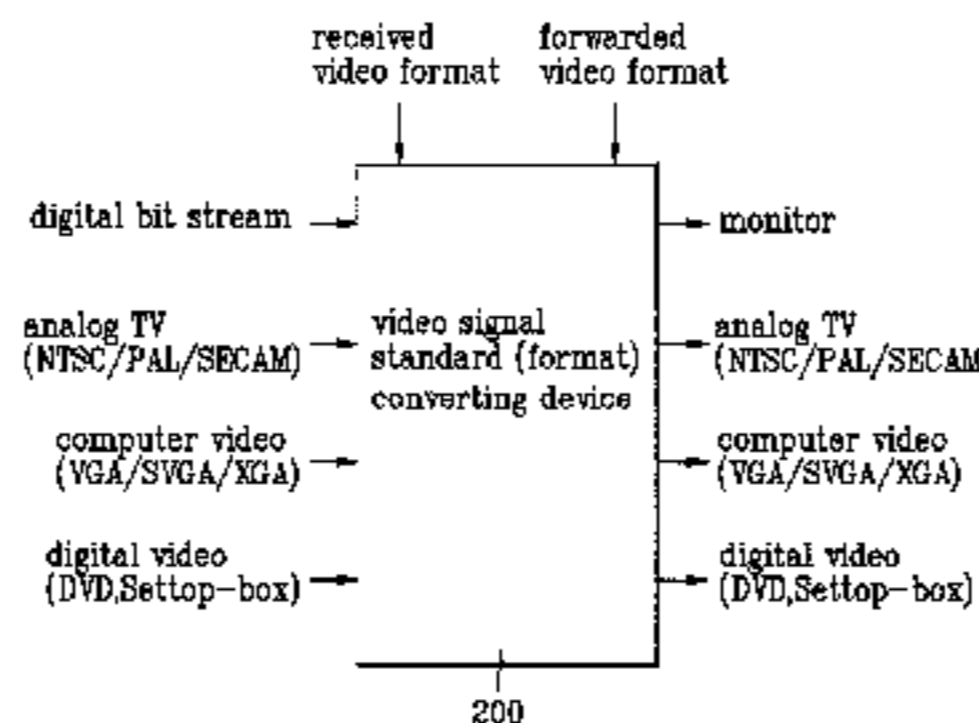 received
video format
forwarded
video format
digital bit stream
analog TV
(NTSC/PAL/SECAM)
computer video
(VGA/SVGA/XGA)
digital video
(DVD,Settop-box)
video signal
standard (format)
converting device
monitor
analog TV
(NTSC/PAL/SECAM
computer video
(VGA/SVGA/XGA)
digital video
(DVD,Settop-box)
200